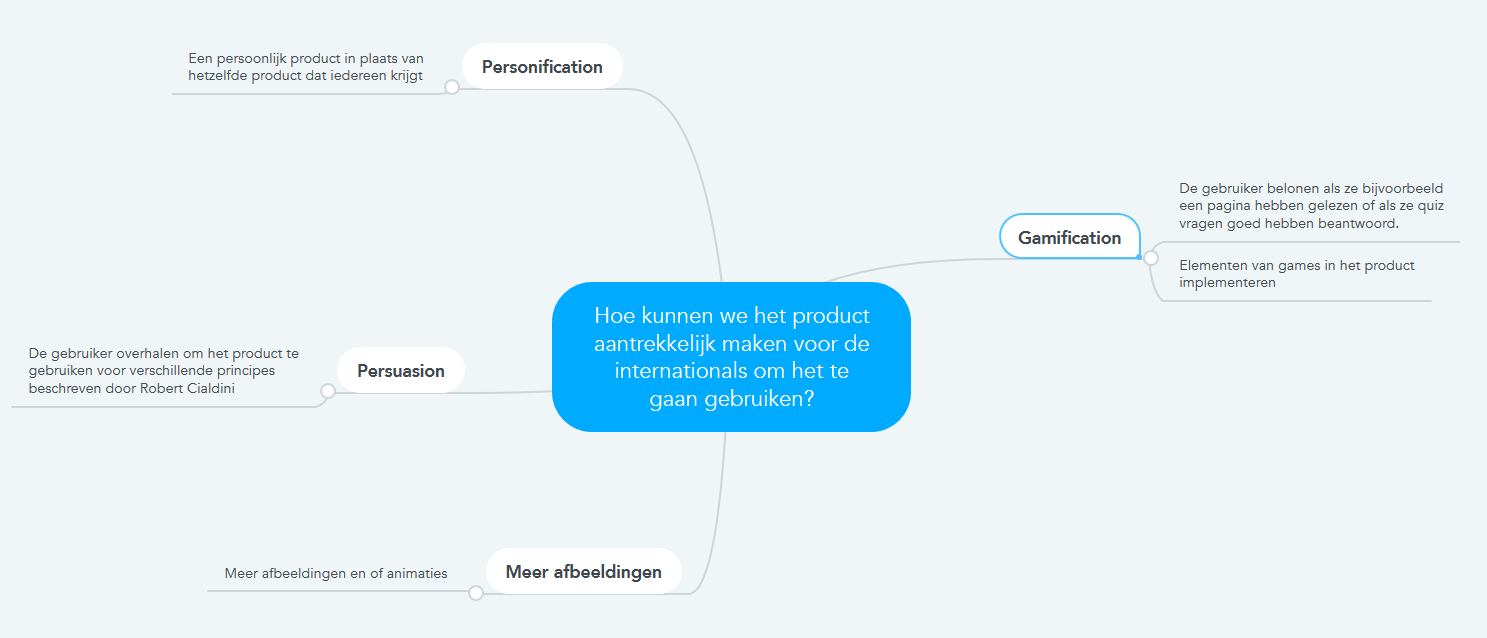 Een persoonlijk product in plaats van
hetzelfde product dat iedereen krijgt
Personification
De gebruiker belonen als ze bijvoorbeeld
een pagina hebben gelezen of als ze quiz
vragen goed hebben beantwoord.
Gamification
Elementen van games in het product
implementeren
Hoe kunnen we het product
aantrekkelijk maken voor de
internationals om het te
gaan gebruiken?
De gebruiker overhalen om het product te
gebruiken voor verschillende principes
beschreven door Robert Cialdini
Persuasion
Meer afbeeldingen en of animaties
Meer afbeeldingen